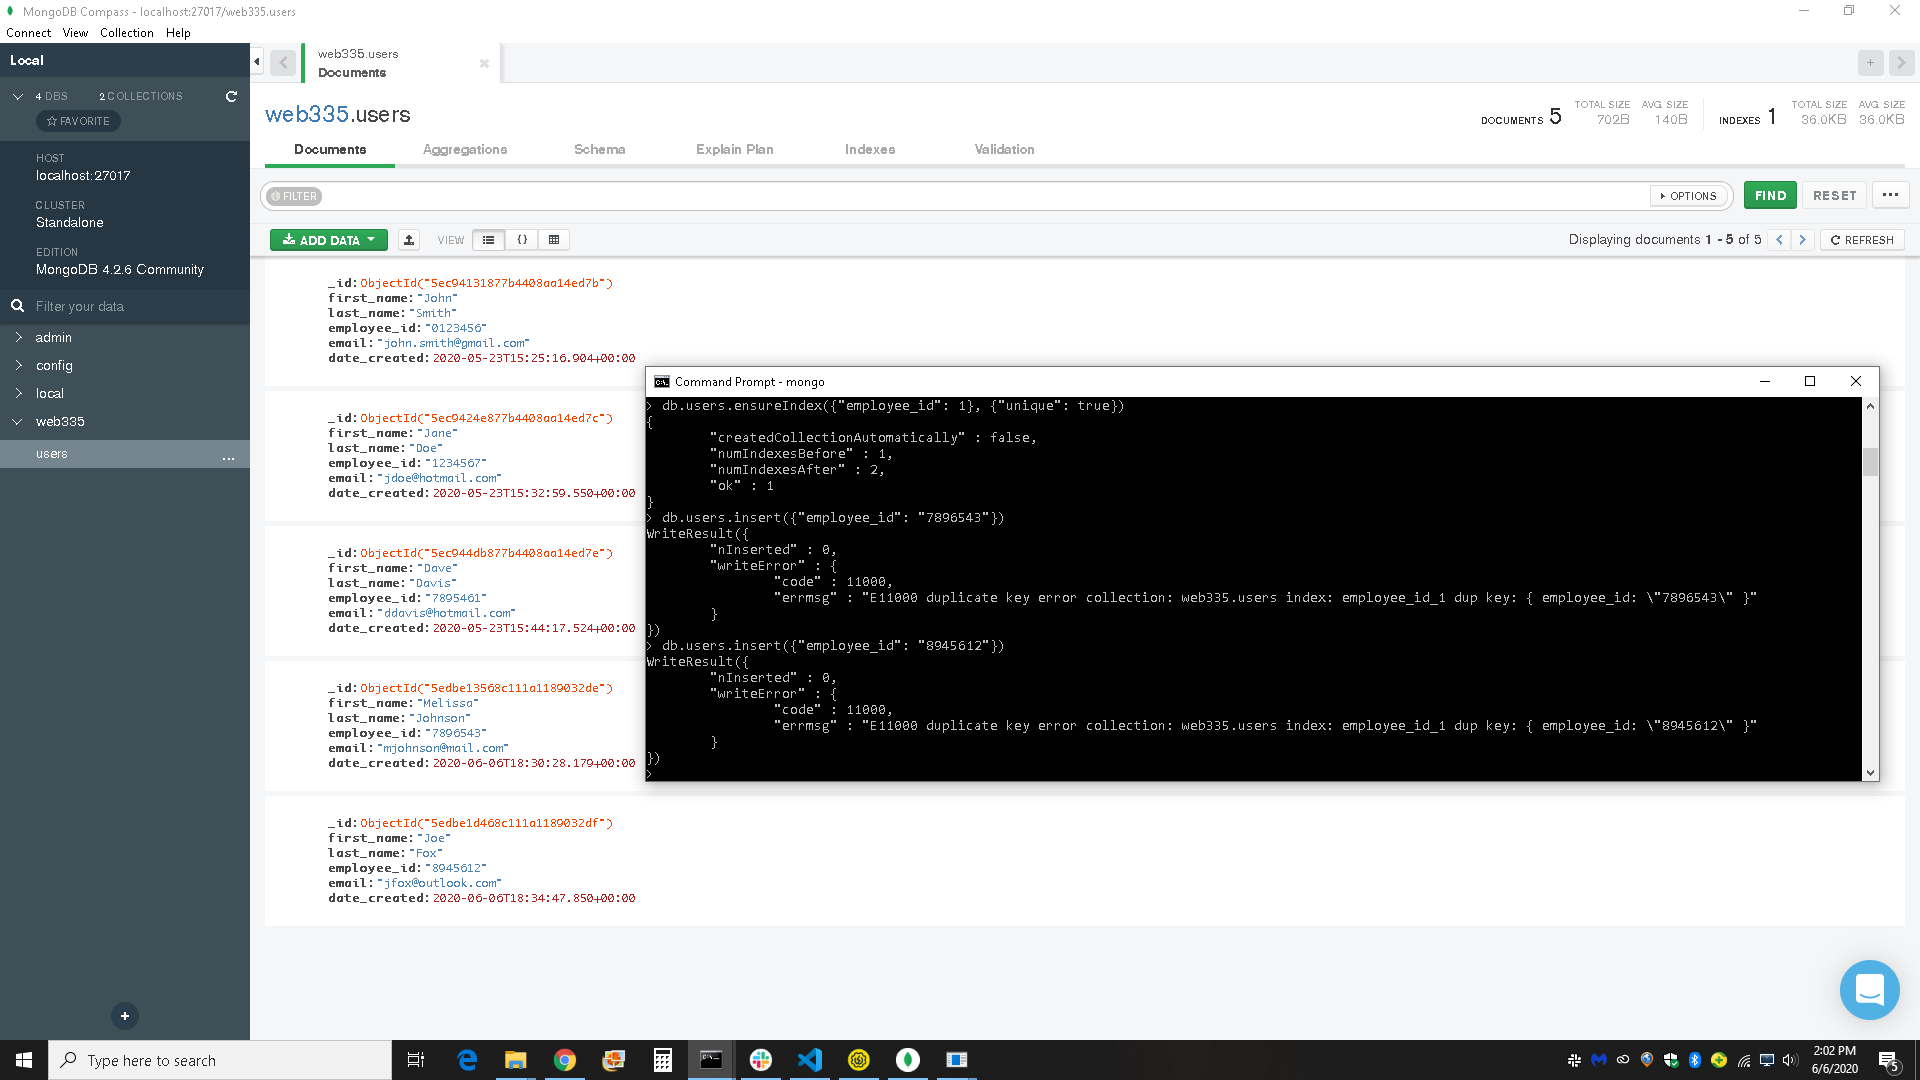 MongoDB Compass - localhost:27017/web335.users
Connect View Collection Help
Local
4 DBS 2 COLLECTIONS
FAVORITE
HOST
localhost:27017
CLUSTER
Standalone
EDITION
MongoDB 4.2.6 Community
Filter your data
admin
config
local
web335
users
...
web335.users
Documents
web335.users
DOCUMENTS 5
TOTAL SIZE
702B
AVG. SIZE
140B
INDEXES 1
TOTAL SIZE
36.0KB
AVG. SIZE
36.0KB
Documents Aggregations Schema Explain Plan Indexes Validation
FILTER
OPTIONS
FIND
RESET
...
ADD DATA
VIEW
{}
Displaying documents 1 - 5 of 5
REFRESH
_id: ObjectId("5ec94131877b4408aa14ed7b")
first_name: "John"
last_name: "Smith"
employee_id: "0123456"
email: "john.smith@gmail.com"
date_created: 2020-05-23T15:25:16.904+00:00
_id: ObjectId("5ec9424e877b4408aa14ed7c")
first_name: "Jane"
last_name: "Doe"
employee_id: "1234567"
email: "jdoe@hotmail.com"
date_created: 2020-05-23T15:32:59.550+00:00
_id: ObjectId("5ec944db877b4408aa14ed7e")
first_name: "Dave"
last_name: "Davis"
employee_id: "7895461"
email: "ddavis@hotmail.com"
date_created: 2020-05-23T15:44:17.524+00:00
_id: ObjectId("5edbe13568c111a1189032de")
first_name: "Melissa"
last_name: "Johnson"
employee_id: "7896543"
email: "mjohnson@mail.com"
date_created: 2020-06-06T18:30:28.179+00:00
_id: ObjectId("5edbe1d468c111a1189032df")
first_name: "Joe"
last_name: "Fox"
employee_id: "8945612"
email: "jfox@outlook.com"
date_created: 2020-06-06T18:34:47.850+00:00
Command Prompt - mongo
> db.users.ensureIndex({"employee_id": 1}, {"unique": true})
{
"createdCollectionAutomatically" : false,
"numIndexesBefore" : 1,
"numIndexesAfter" : 2,
"ok" : 1
}
> db.users.insert({"employee_id": "7896543"})
WriteResult({
"nInserted" : 0,
"writeError" : {
"code" : 11000,
"errmsg" : "E11000 duplicate key error collection: web335.users index: employee_id_1 dup key: { employee_id: \"7896543\" }"
}
})
> db.users.insert({"employee_id": "8945612"})
WriteResult({
"nInserted" : 0,
"writeError" : {
"code" : 11000,
"errmsg" : "E11000 duplicate key error collection: web335.users index: employee_id_1 dup key: { employee_id: \"8945612\" }"
}
})
>
Type here to search
2:02 PM
6/6/2020
5